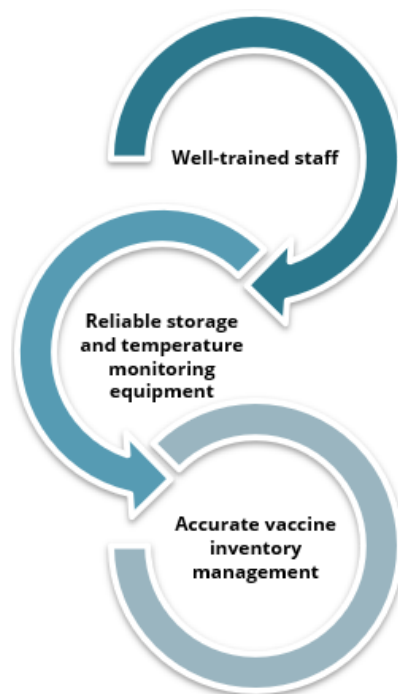 Well-trained staff
Reliable storage
and temperature
monitoring
equipment
Accurate vaccine
inventory
management